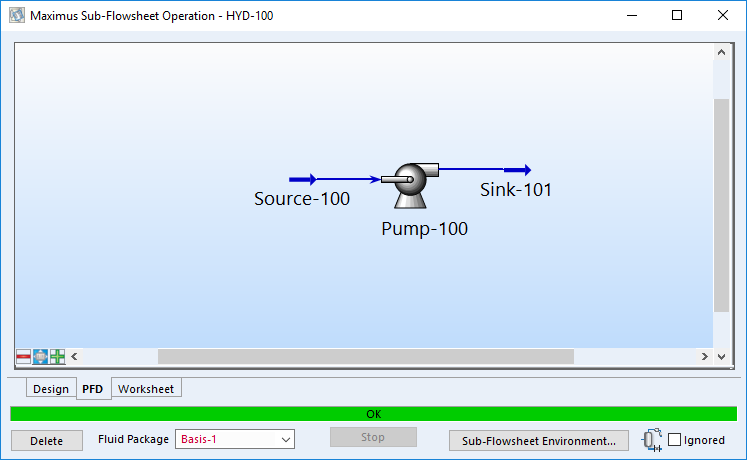 Maximus Sub-Flowsheet Operation - HYD-100
Source-100
Sink-101
Pump-100
Design PFD Worksheet
OK
Delete Fluid Package Basis-1 Stop Sub-Flowsheet Environment... Ignored